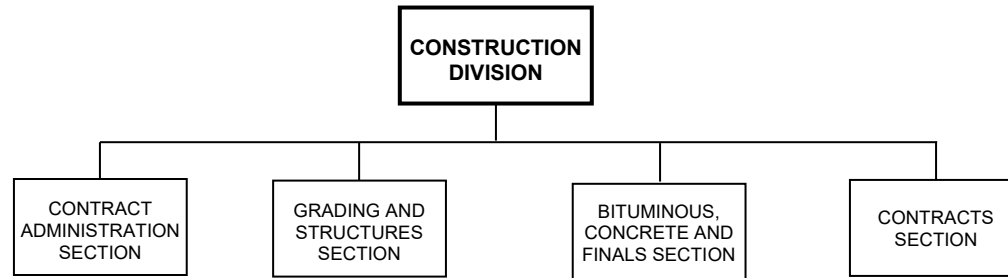 CONSTRUCTION
DIVISION
CONTRACT
ADMINISTRATION
SECTION
GRADING AND
STRUCTURES
SECTION
BITUMINOUS,
CONCRETE AND
FINALS SECTION
CONTRACTS
SECTION